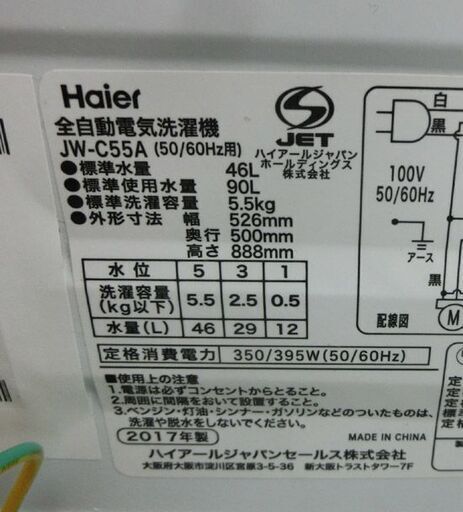 Haier
全自動電気洗濯機
JW-C55A (50/60Hz用)
●標準水量 46L
●標準使用水量 90L
●標準洗濯容量 5.5kg
●外形寸法 幅 526mm
奥行 500mm
高さ 888mm
S
JET
ハイアールジャパン
ホールディングス
株式会社
水位 5 3 1
洗濯容量
(kg以下) 5.5 2.5 0.5
水量(L) 46 29 12
定格消費電力 350/395W(50/60Hz)
■使用上の注意
1.電源は必ずコンセントからとること。
2.周囲に間隔をおいて設置すること。
3.ベンジン・灯油・シンナー・ガソリンなどのついたものは、
洗濯や脱水をしないでください。
2017年製
MADE IN CHINA
ハイアールジャパンセールス株式会社
大阪府大阪市淀川区宮原3-5-36 新大阪トラストタワー7F
白
黒
100V
50/60Hz
アース
黒
配線図
M
定
定
定